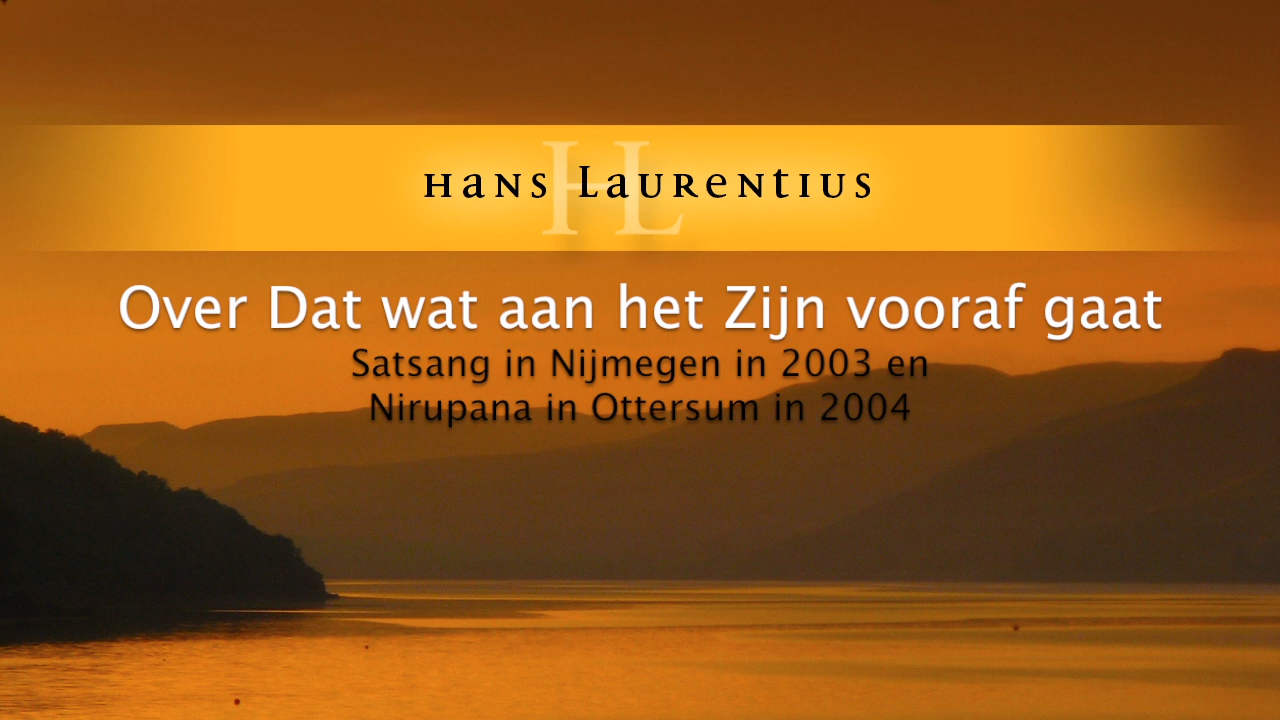 HL
Hans Laurentius
Over Dat wat aan het Zijn vooraf gaat
Satsang in Nijmegen in 2003 en
Nirupana in Ottersum in 2004